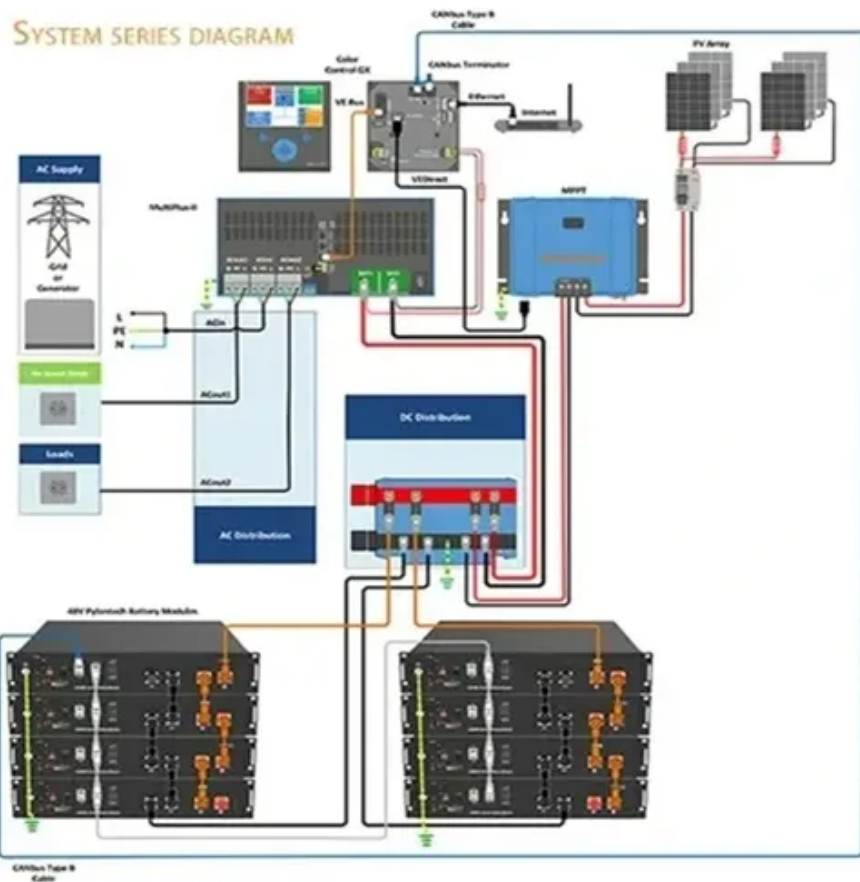 SYSTEM SERIES DIAGRAM
CANbus Type B
Cable
Color
Control GX
CANbus Terminator
PV Array
VE Bus
Ethernet
Internet
AC Supply
VEDirect
MPPT
MultiPlus-II
Grid
or
Generator
L
PE
N
ACin
ACout1
DC Distribution
Loads
ACout2
AC Distribution
48V Pylontech Battery Modules
CANbus Type B
Cable